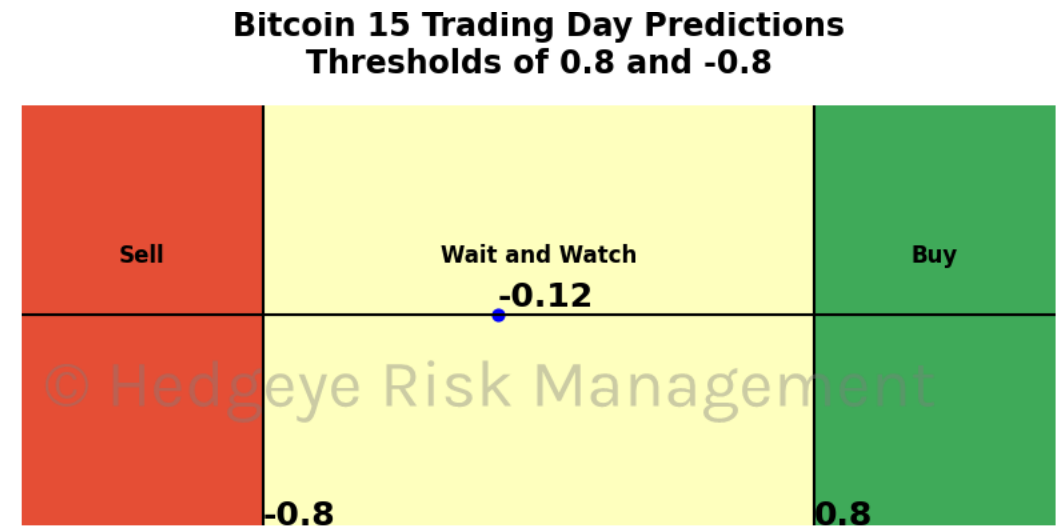 Bitcoin 15 Trading Day Predictions
Thresholds of 0.8 and -0.8
Sell
Wait and Watch
Buy
-0.12
© Hedgeye Risk Management
-0.8
0.8